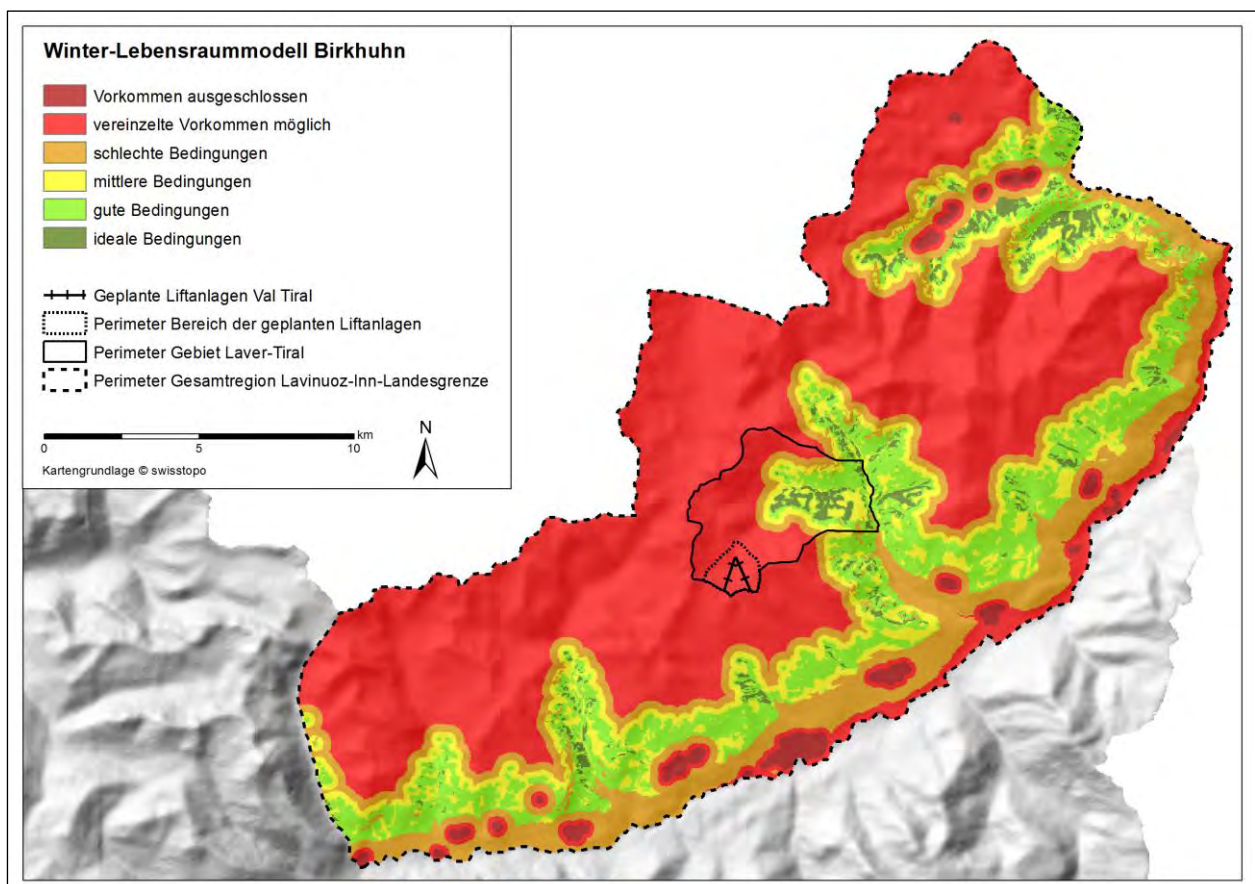 Winter-Lebensraummodell Birkhuhn
Vorkommen ausgeschlossen
vereinzelte Vorkommen möglich
schlechte Bedingungen
mittlere Bedingungen
gute Bedingungen
ideale Bedingungen
Geplante Liftanlagen Val Tiral
Perimeter Bereich der geplanten Liftanlagen
Perimeter Gebiet Laver-Tiral
Perimeter Gesamtregion Lavinuoz-Inn-Landesgrenze
N
km
0 5 10
Kartengrundlage © swisstopo